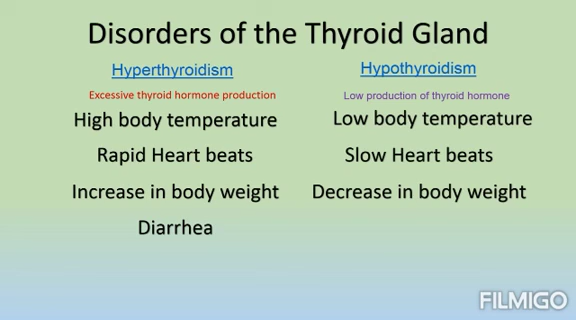 Disorders of the Thyroid Gland
Hyperthyroidism
Excessive thyroid hormone production
High body temperature
Rapid Heart beats
Increase in body weight
Diarrhea
Hypothyroidism
Low production of thyroid hormone
Low body temperature
Slow Heart beats
Decrease in body weight
FILMIGO